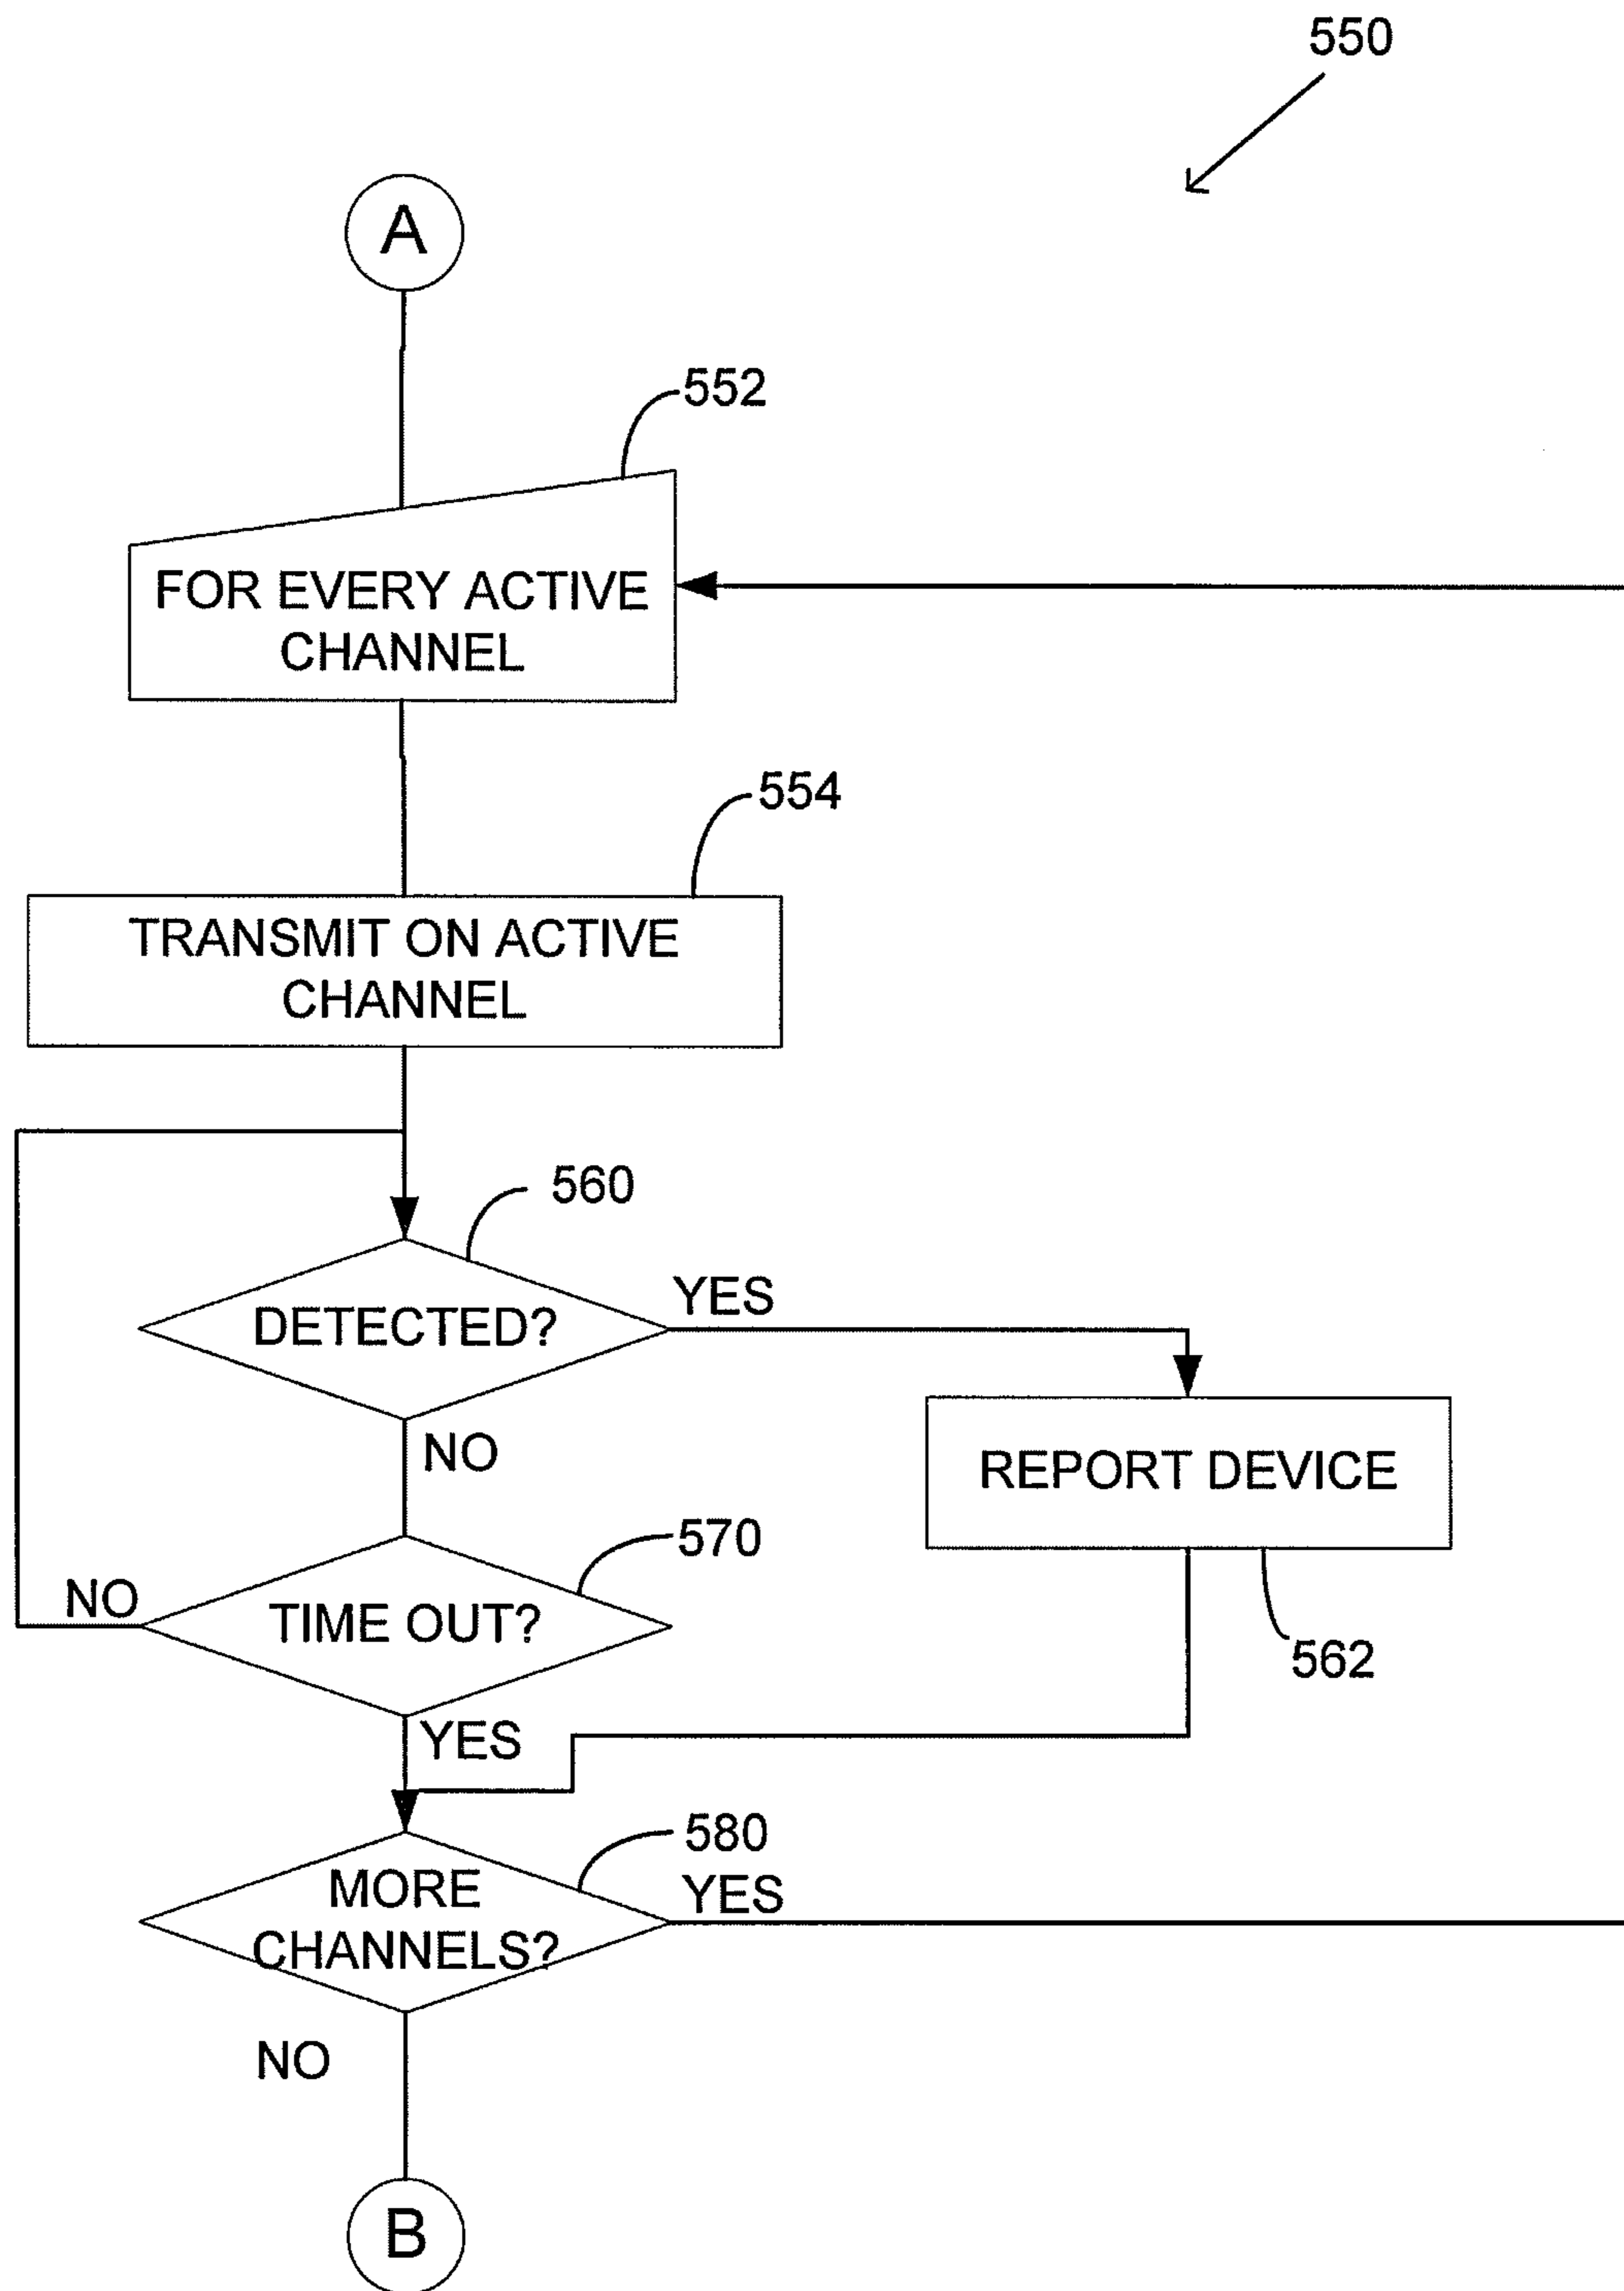 550
A
552
FOR EVERY ACTIVE
CHANNEL
554
TRANSMIT ON ACTIVE
CHANNEL
560
DETECTED?
YES
NO
REPORT DEVICE
562
570
TIME OUT?
NO
YES
580
MORE
CHANNELS?
YES
NO
B